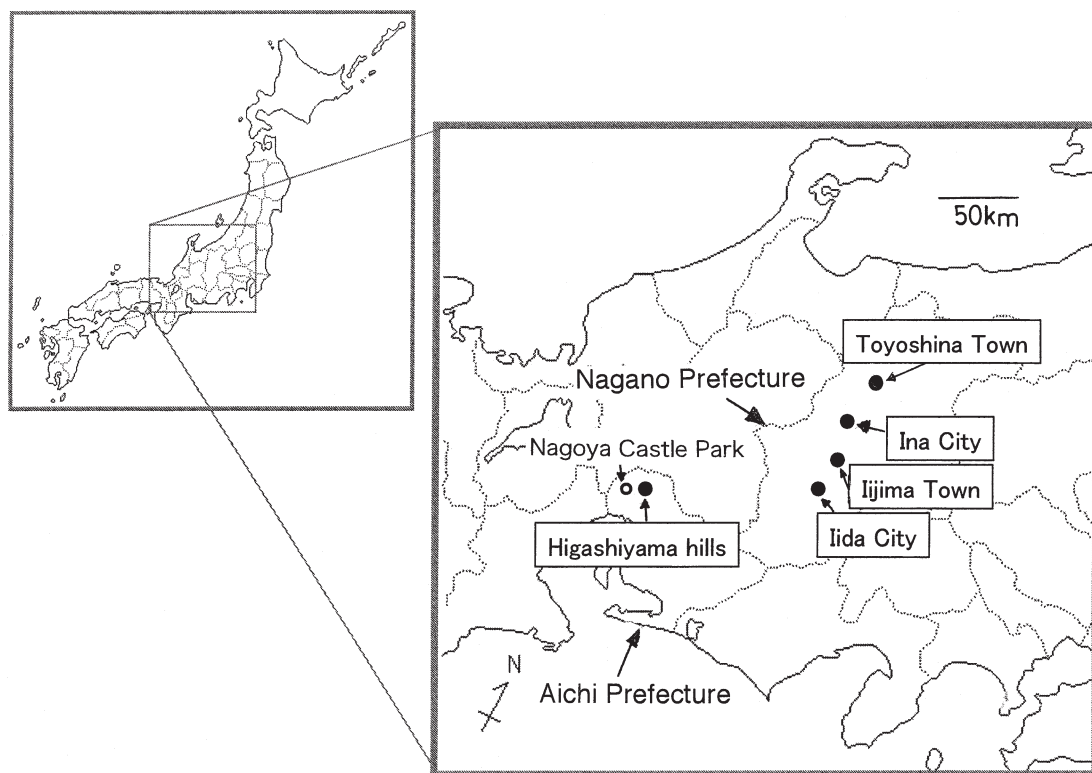 50km
Toyoshina Town
Nagano Prefecture
Ina City
Nagoya Castle Park
Iijima Town
Iida City
Higashiyama hills
N
Aichi Prefecture